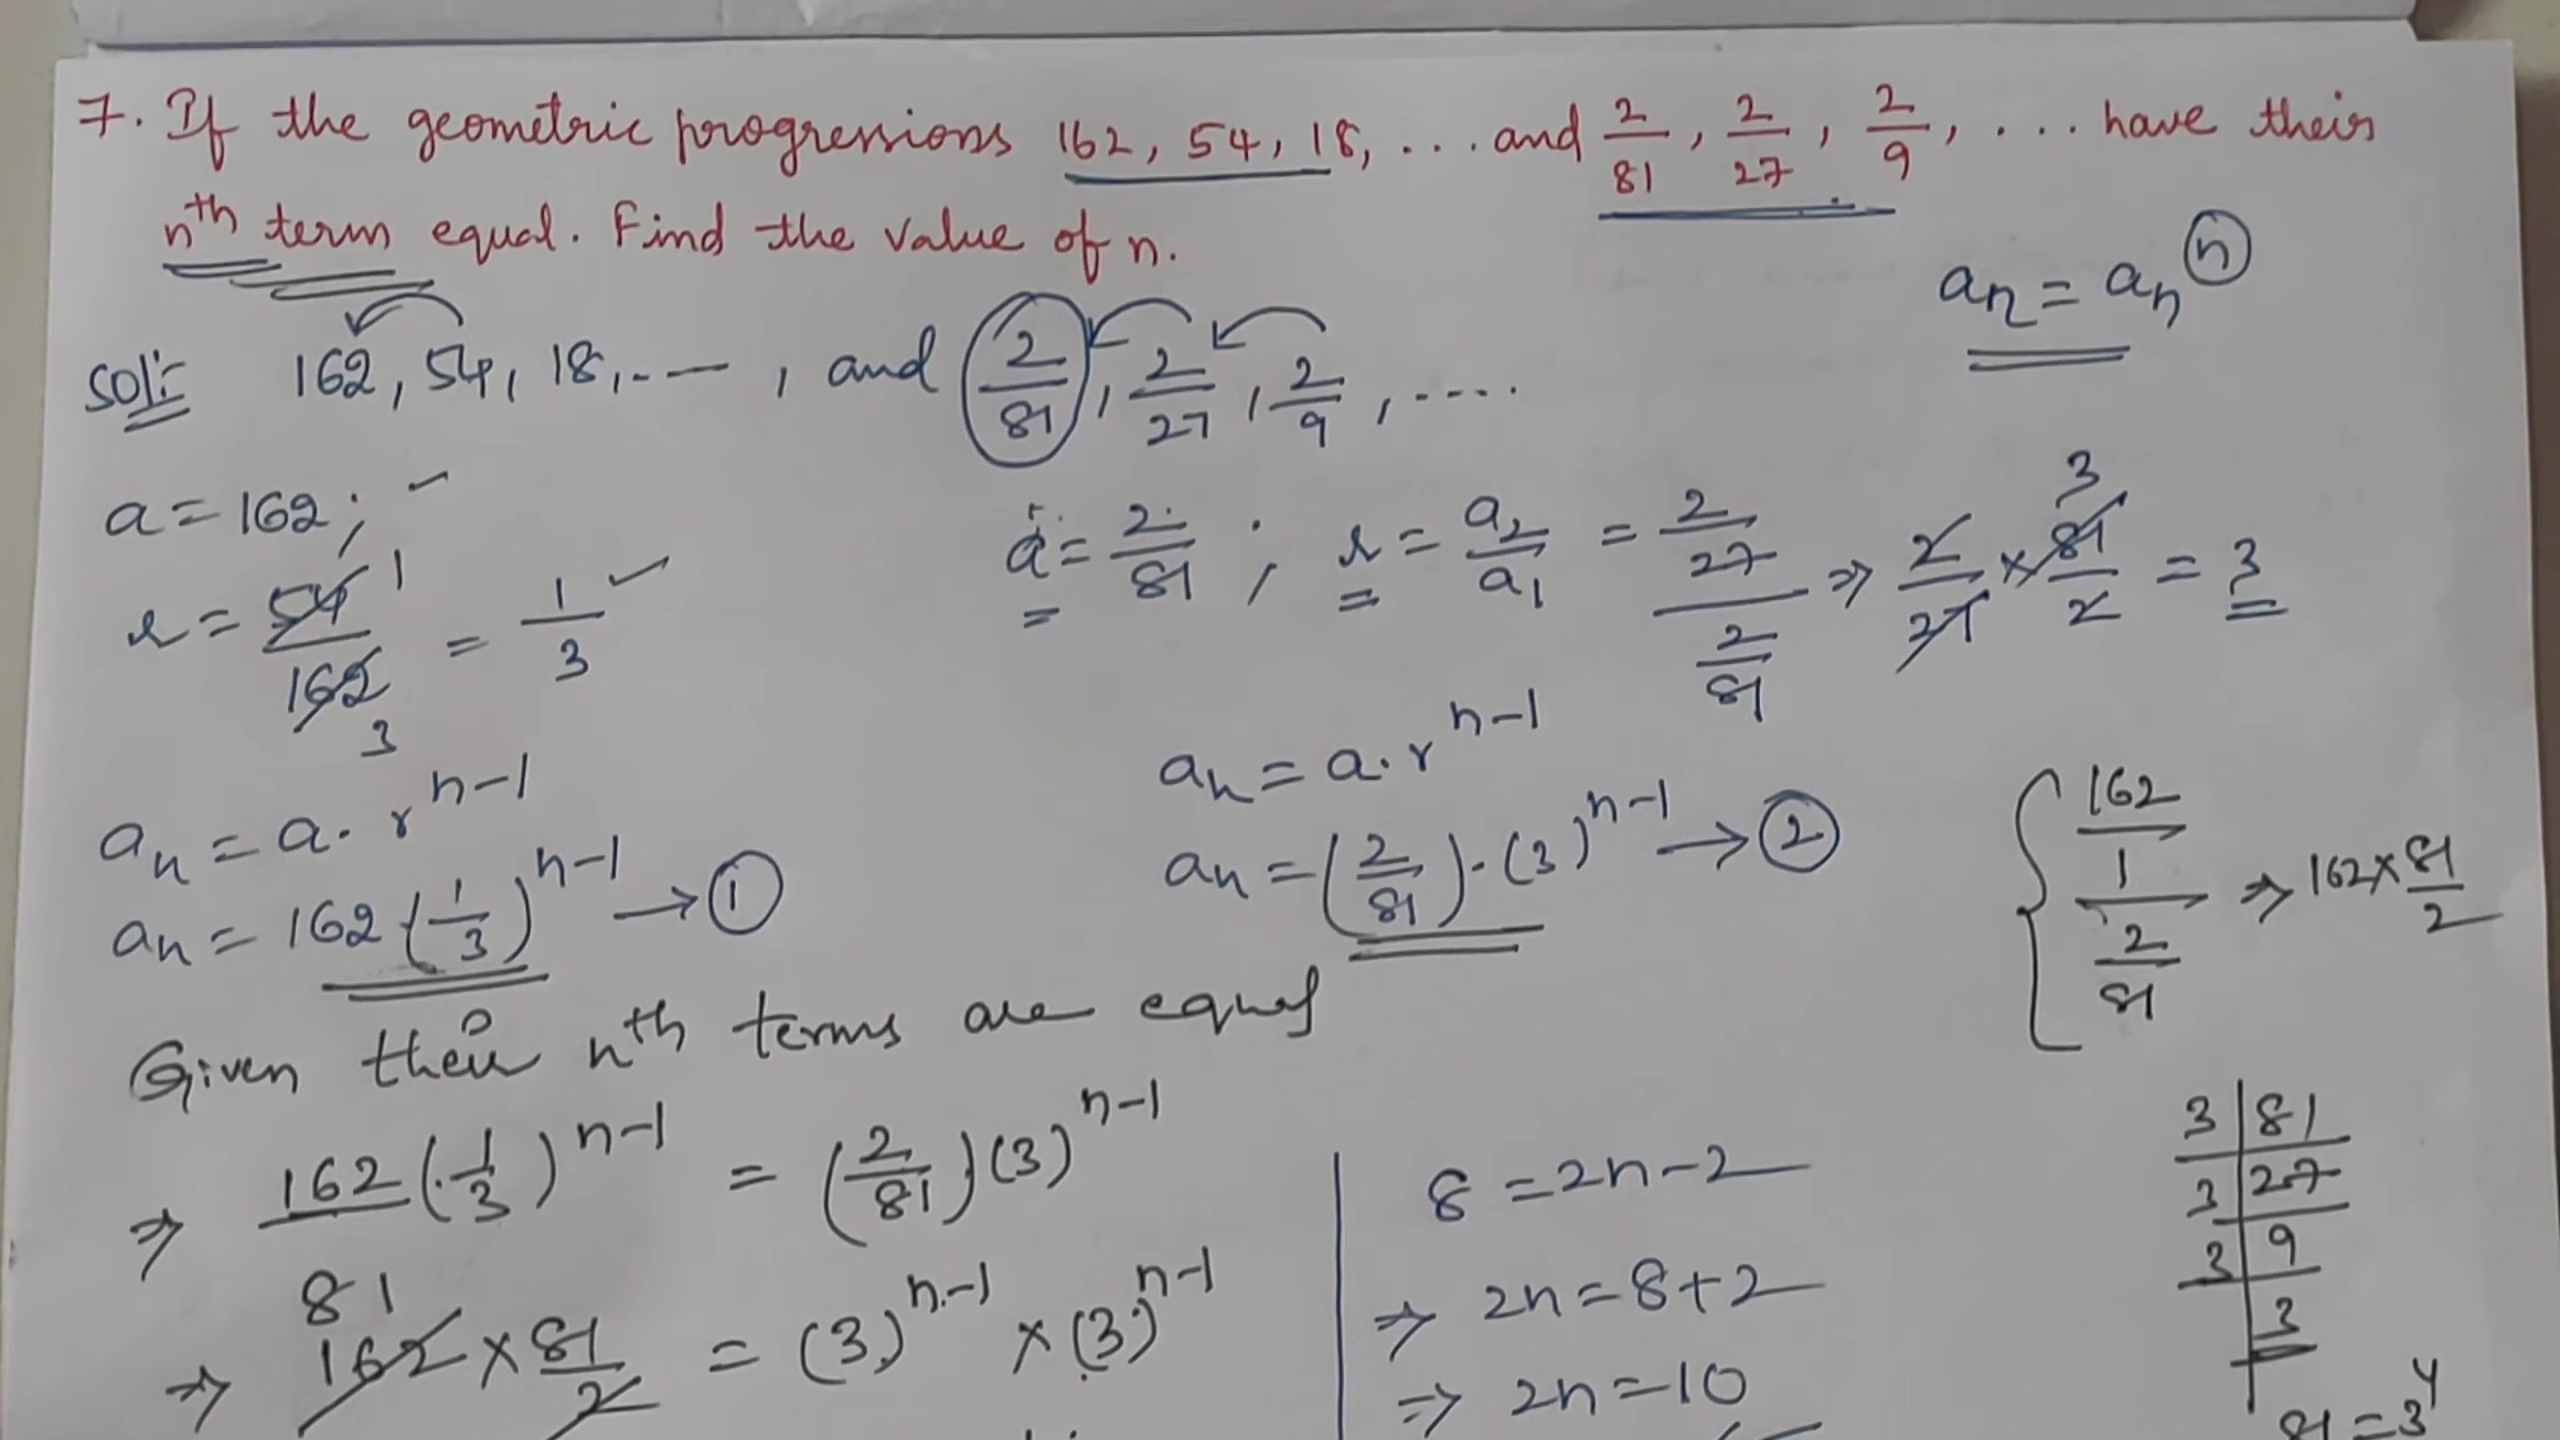 7. If the geometric progressions 162, 54, 18, ... and 2/81, 2/27, 2/9, ... have their
nth term equal. Find the value of n.
an = an n
Sol:- 162, 54, 18, ... , and 2/81, 2/27, 2/9, ....
a = 162 ; ✓
a = 2/81 ; r = a2/a1 = (2/27)/(2/81) ⇒ 2/27 × 81/2 = 3
3
r = 54/162 = 1/3 ✓
1
3
an = a · r^(n-1)
an = 162 (1/3)^(n-1) → ①
an = a · r^(n-1)
an = (2/81) · (3)^(n-1) → ②
{ (162/1)/(2/81) ⇒ 162 × 81/2
Given their nth terms are equal
⇒ 162 (1/3)^(n-1) = (2/81) (3)^(n-1)
81
⇒ 162 × 81/2 = (3)^(n-1) × (3)^(n-1)
8 = 2n - 2
⇒ 2n = 8 + 2
⇒ 2n = 10
3 | 81
3 | 27
3 | 9
3
81 = 3^4